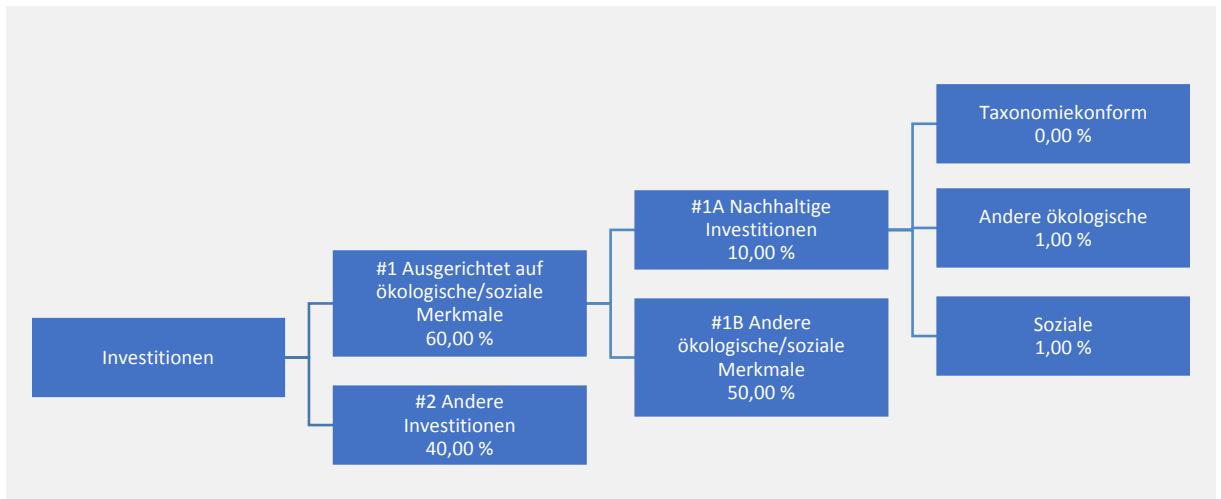 Investitionen
#1 Ausgerichtet auf
ökologische/soziale
Merkmale
60,00 %
#2 Andere
Investitionen
40,00 %
#1A Nachhaltige
Investitionen
10,00 %
#1B Andere
ökologische/soziale
Merkmale
50,00 %
Taxonomiekonform
0,00 %
Andere ökologische
1,00 %
Soziale
1,00 %